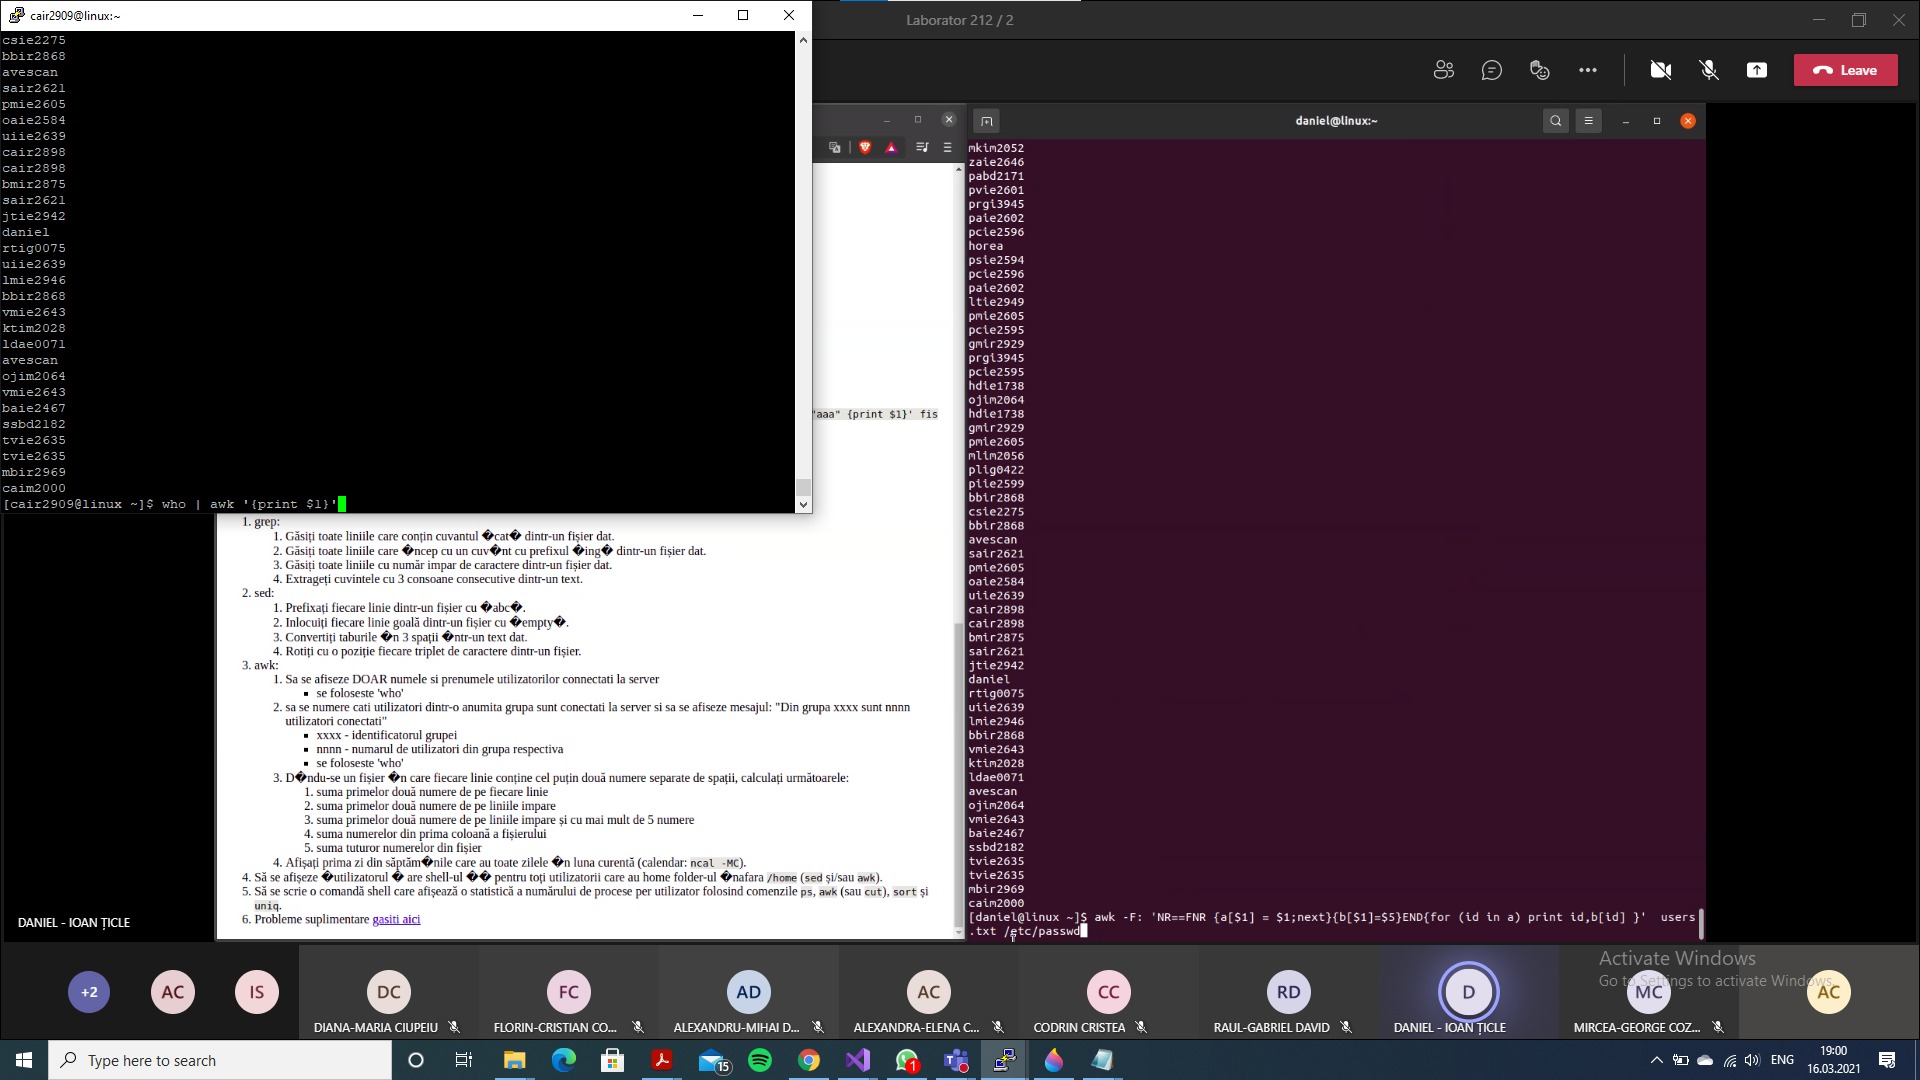 cair2909@linux:~
csie2275
bbir2868
avescan
sair2621
pmie2605
oaie2584
uiie2639
cair2898
cair2898
bmir2875
sair2621
jtie2942
daniel
rtig0075
uiie2639
lmie2946
bbir2868
vmie2643
ktim2028
ldae0071
avescan
ojim2064
vmie2643
baie2467
ssbd2182
tvie2635
tvie2635
mbir2969
caim2000
[cair2909@linux ~]$ who | awk '{print $1}'
Laborator 212 / 2
Leave
"aaa" {print $1}' fis
1. grep:
1. Găsiți toate liniile care conțin cuvantul �cat� dintr-un fișier dat.
2. Găsiți toate liniile care �ncep cu un cuv�nt cu prefixul �ing� dintr-un fișier dat.
3. Găsiți toate liniile cu număr impar de caractere dintr-un fișier dat.
4. Extrageți cuvintele cu 3 consoane consecutive dintr-un text.
2. sed:
1. Prefixați fiecare linie dintr-un fișier cu �abc�.
2. Inlocuiți fiecare linie goală dintr-un fișier cu �empty�.
3. Convertiți taburile �n 3 spații �ntr-un text dat.
4. Rotiți cu o poziție fiecare triplet de caractere dintr-un fișier.
3. awk:
1. Sa se afiseze DOAR numele si prenumele utilizatorilor connectati la server
▪ se foloseste 'who'
2. sa se numere cati utilizatori dintr-o anumita grupa sunt conectati la server si sa se afiseze mesajul: "Din grupa xxxx sunt nnnn
utilizatori conectati"
▪ xxxx - identificatorul grupei
▪ nnnn - numarul de utilizatori din grupa respectiva
▪ se foloseste 'who'
3. D�ndu-se un fișier �n care fiecare linie conține cel puțin două numere separate de spații, calculați următoarele:
1. suma primelor două numere de pe fiecare linie
2. suma primelor două numere de pe liniile impare
3. suma primelor două numere de pe liniile impare și cu mai mult de 5 numere
4. suma numerelor din prima coloană a fișierului
5. suma tuturor numerelor din fișier
4. Afișați prima zi din săptăm�nile care au toate zilele �n luna curentă (calendar: ncal -MC).
4. Să se afișeze �utilizatorul � are shell-ul �� pentru toți utilizatorii care au home folder-ul �nafara /home (sed și/sau awk).
5. Să se scrie o comandă shell care afișează o statistică a numărului de procese per utilizator folosind comenzile ps, awk (sau cut), sort și
uniq.
6. Probleme suplimentare gasiti aici
daniel@linux:~
mkim2052
zaie2646
pabd2171
pvie2601
prgi3945
paie2602
pcie2596
horea
psie2594
pcie2596
paie2602
ltie2949
pmie2605
pcie2595
gmir2929
prgi3945
pcie2595
hdie1738
ojim2064
hdie1738
gmir2929
pmie2605
mlim2056
plig0422
piie2599
bbir2868
csie2275
bbir2868
avescan
sair2621
pmie2605
oaie2584
uiie2639
cair2898
cair2898
bmir2875
sair2621
jtie2942
daniel
rtig0075
uiie2639
lmie2946
bbir2868
vmie2643
ktim2028
ldae0071
avescan
ojim2064
vmie2643
baie2467
ssbd2182
tvie2635
tvie2635
mbir2969
caim2000
[daniel@linux ~]$ awk -F: 'NR==FNR {a[$1] = $1;next}{b[$1]=$5}END{for (id in a) print id,b[id] }' users
.txt /etc/passwd
DANIEL - IOAN ȚICLE
Activate Windows
Go to Settings to activate Windows.
+2
AC
IS
DC
DIANA-MARIA CIUPEIU
FC
FLORIN-CRISTIAN CO...
AD
ALEXANDRU-MIHAI D...
AC
ALEXANDRA-ELENA C...
CC
CODRIN CRISTEA
RD
RAUL-GABRIEL DAVID
D
DANIEL - IOAN ȚICLE
MC
MIRCEA-GEORGE COZ...
AC
Type here to search
15
1
ENG
19:00
16.03.2021